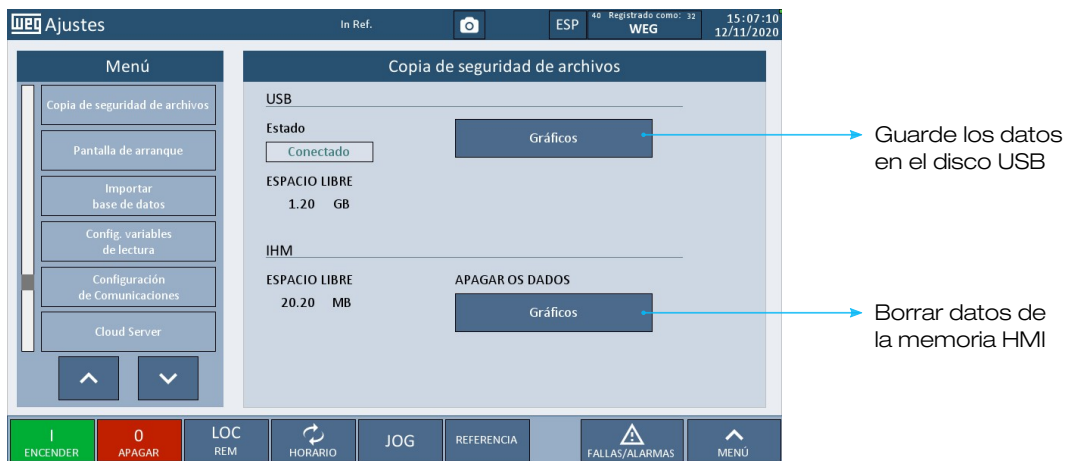 WEG Ajustes
In Ref.
ESP
40 Registrado como: 32
WEG
15:07:10
12/11/2020
Menú
Copia de seguridad de archivos
Pantalla de arranque
Importar
base de datos
Config. variables
de lectura
Configuración
de Comunicaciones
Cloud Server
Copia de seguridad de archivos
USB
Estado
Conectado
Gráficos
ESPACIO LIBRE
1.20 GB
IHM
ESPACIO LIBRE
20.20 MB
APAGAR OS DADOS
Gráficos
Guarde los datos
en el disco USB
Borrar datos de
la memoria HMI
I
ENCENDER
0
APAGAR
LOC
REM
HORARIO
JOG
REFERENCIA
FALLAS/ALARMAS
MENÚ